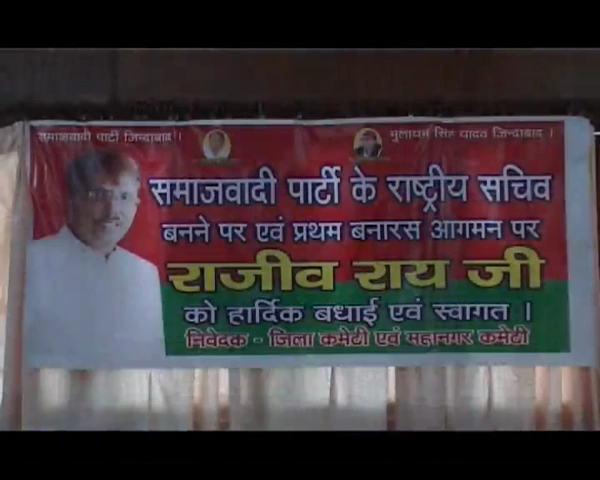 समाजवादी पार्टी जिन्दाबाद ।
मुलायम सिंह यादव जिन्दाबाद ।
समाजवादी पार्टी के राष्ट्रीय सचिव
बनने पर एवं प्रथम बनारस आगमन पर
राजीव राय जी
को हार्दिक बधाई एवं स्वागत ।
निवेदक - जिला कमेटी एवं महानगर कमेटी